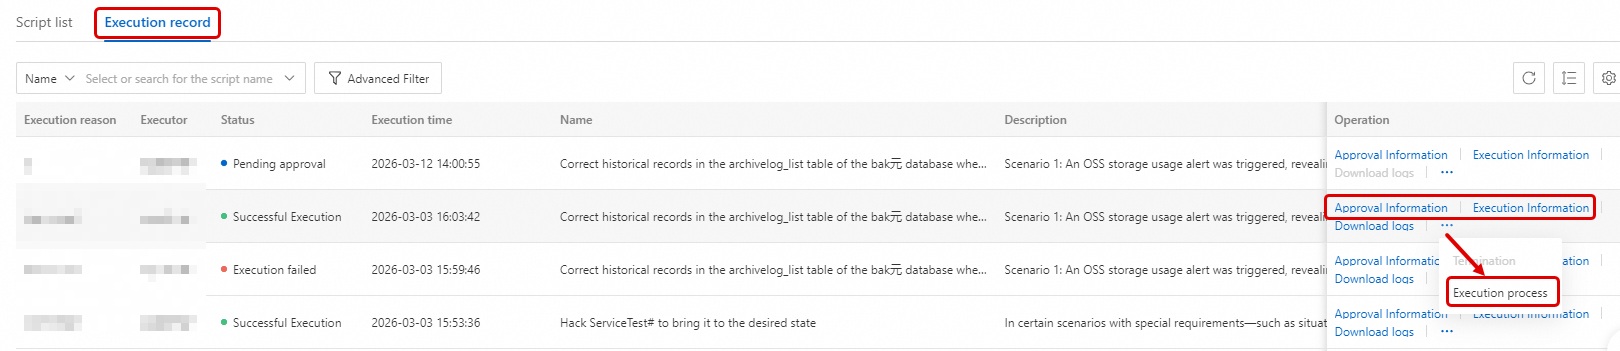 Script list
Execution record
Name
Select or search for the script name
Advanced Filter
Execution reason
Executor
Status
Execution time
Name
Description
Operation
Pending approval
2026-03-12 14:00:55
Correct historical records in the archivelog_list table of the bak元 database whe...
Scenario 1: An OSS storage usage alert was triggered, reveali
Approval Information
Execution Information
Download logs
Successful Execution
2026-03-03 16:03:42
Correct historical records in the archivelog_list table of the bak元 database whe...
Scenario 1: An OSS storage usage alert was triggered, reveali
Approval Information
Execution Information
Download logs
Execution failed
2026-03-03 15:59:46
Correct historical records in the archivelog_list table of the bak元 database whe...
Scenario 1: An OSS storage usage alert was triggered, reveali
Approval Informatic
Termination
nation
Download logs
Execution process
Successful Execution
2026-03-03 15:53:36
Hack ServiceTest# to bring it to the desired state
In certain scenarios with special requirements—such as situat
Approval Information
Execution Information
Download logs